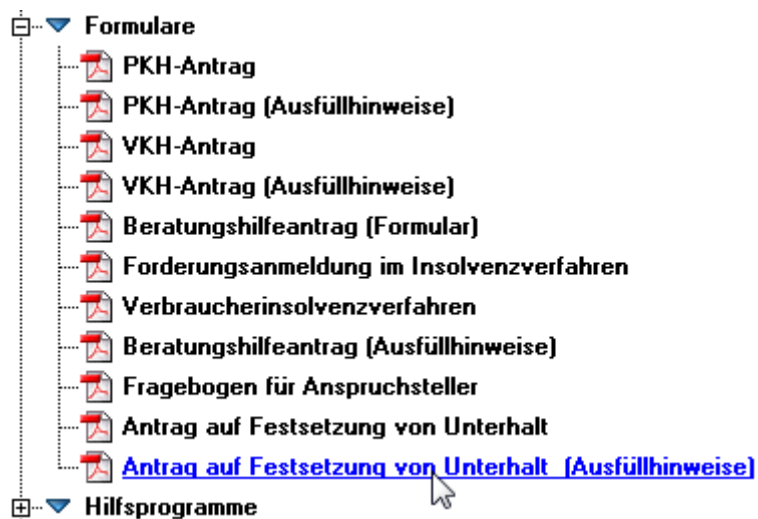 Formulare
PKH-Antrag
PKH-Antrag (Ausfüllhinweise)
VKH-Antrag
VKH-Antrag (Ausfüllhinweise)
Beratungshilfeantrag (Formular)
Forderungsanmeldung im Insolvenzverfahren
Verbraucherinsolvenzverfahren
Beratungshilfeantrag (Ausfüllhinweise)
Fragebogen für Anspruchsteller
Antrag auf Festsetzung von Unterhalt
Antrag auf Festsetzung von Unterhalt (Ausfüllhinweise)
Hilfsprogramme